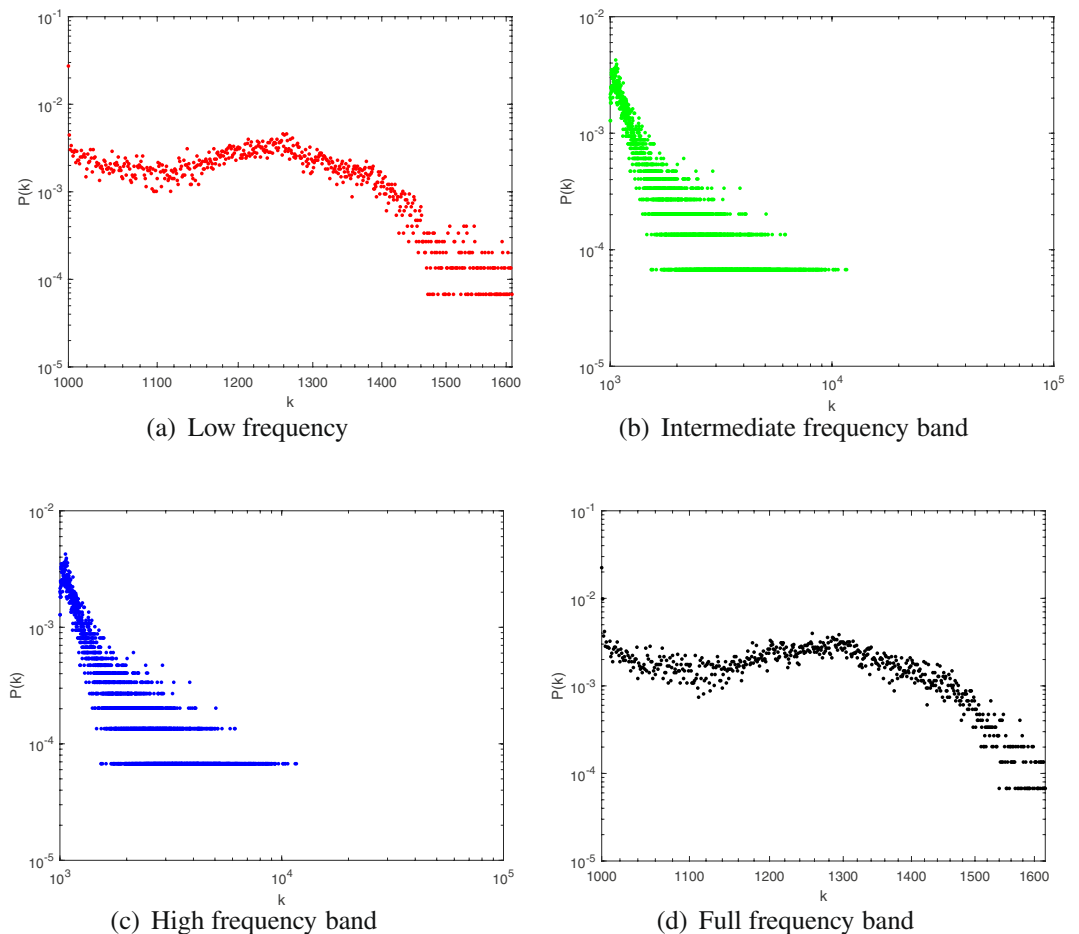 10^-1
10^-2
10^-3
10^-4
10^-5
P(k)
1000 1100 1200 1300 1400 1500 1600
k
(a) Low frequency
10^-2
10^-3
10^-4
10^-5
P(k)
10^3 10^4 10^5
k
(b) Intermediate frequency band
10^-2
10^-3
10^-4
10^-5
P(k)
10^3 10^4 10^5
k
(c) High frequency band
10^-1
10^-2
10^-3
10^-4
10^-5
P(k)
1000 1100 1200 1300 1400 1500 1600
k
(d) Full frequency band